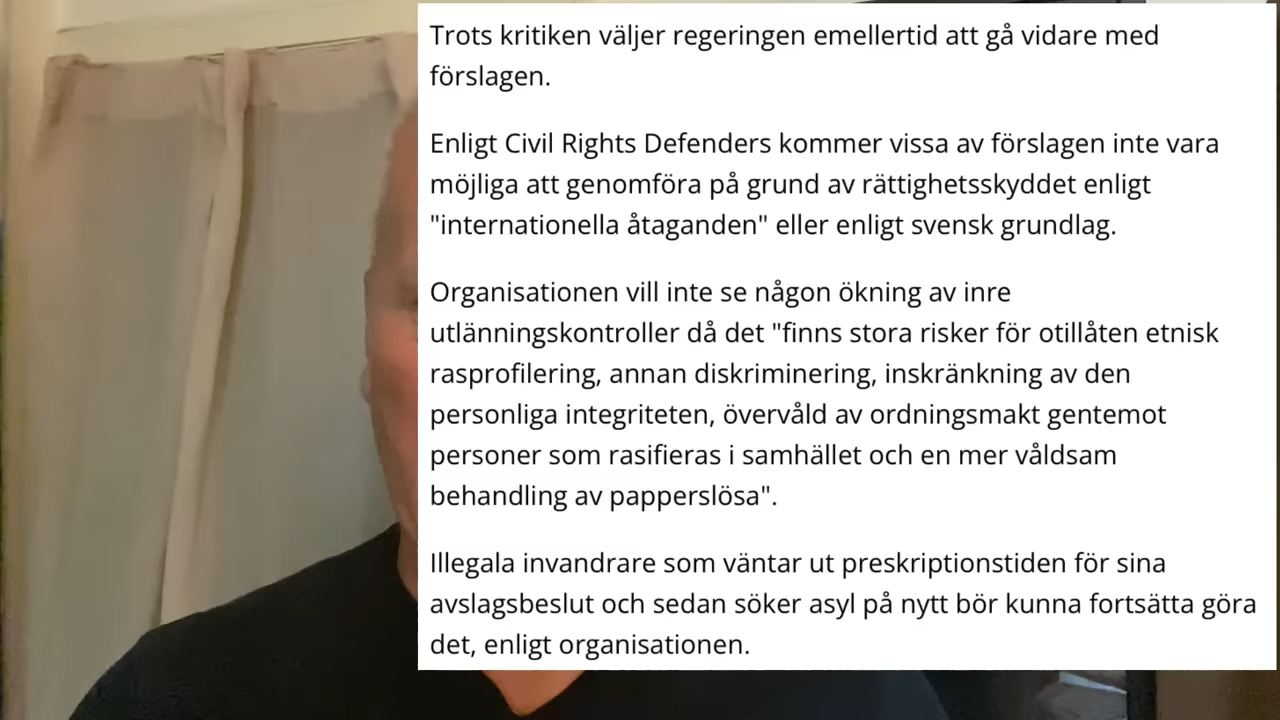 Trots kritiken väljer regeringen emellertid att gå vidare med
förslagen.
Enligt Civil Rights Defenders kommer vissa av förslagen inte vara
möjliga att genomföra på grund av rättighetsskyddet enligt
"internationella åtaganden" eller enligt svensk grundlag.
Organisationen vill inte se någon ökning av inre
utlänningskontroller då det "finns stora risker för otillåten etnisk
rasprofilering, annan diskriminering, inskränkning av den
personliga integriteten, övervåld av ordningsmakt gentemot
personer som rasifieras i samhället och en mer våldsam
behandling av papperslösa".
Illegala invandrare som väntar ut preskriptionstiden för sina
avslagsbeslut och sedan söker asyl på nytt bör kunna fortsätta göra
det, enligt organisationen.